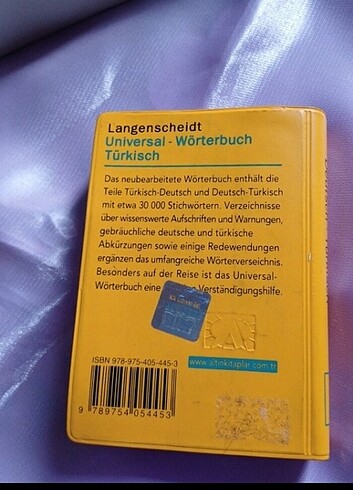 Langenscheidt
Universal - Wörterbuch
Türkisch
Das neubearbeitete Wörterbuch enthält die
Teile Türkisch-Deutsch und Deutsch-Türkisch
mit etwa 30 000 Stichwörtern. Verzeichnisse
über wissenswerte Aufschriften und Warnungen,
gebräuchliche deutsche und türkische
Abkürzungen sowie einige Redewendungen
ergänzen das umfangreiche Wörterverseichnis.
Besonders auf der Reise ist das Universal-
Wörterbuch eine Verständigungshilfe.
ISBN 978-975-405-445-3
www.altinkitaplar.com.tr
9 789754 054453